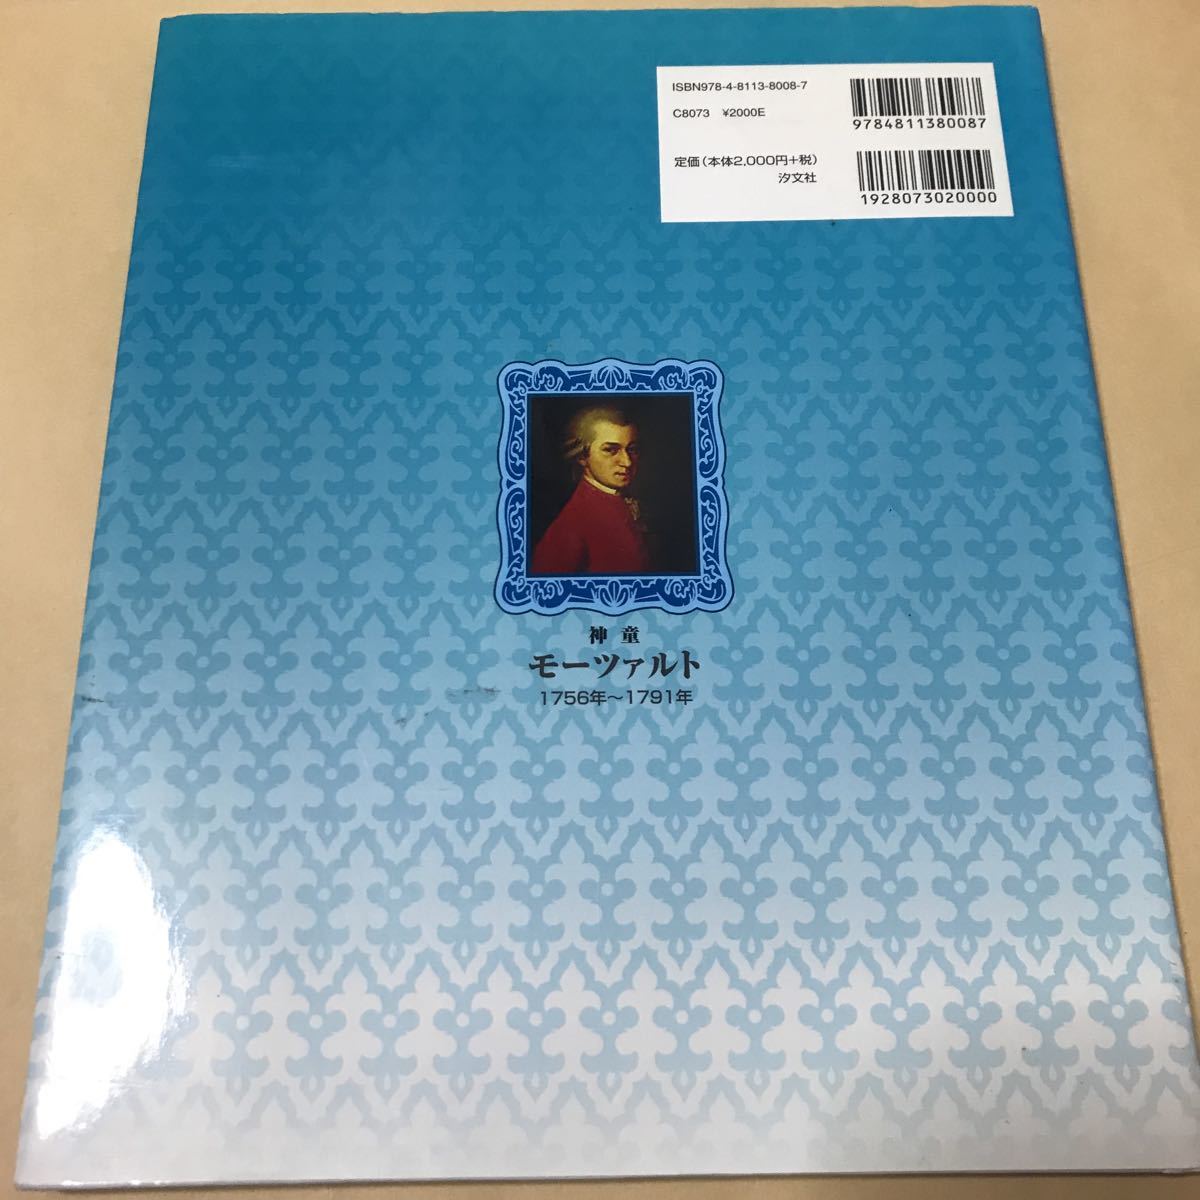 ISBN978-4-8113-8008-7
C8073 ¥2000E
定価(本体2,000円+税)
汐文社
9784811380087
1928073020000
神童
モーツァルト
1756年〜1791年